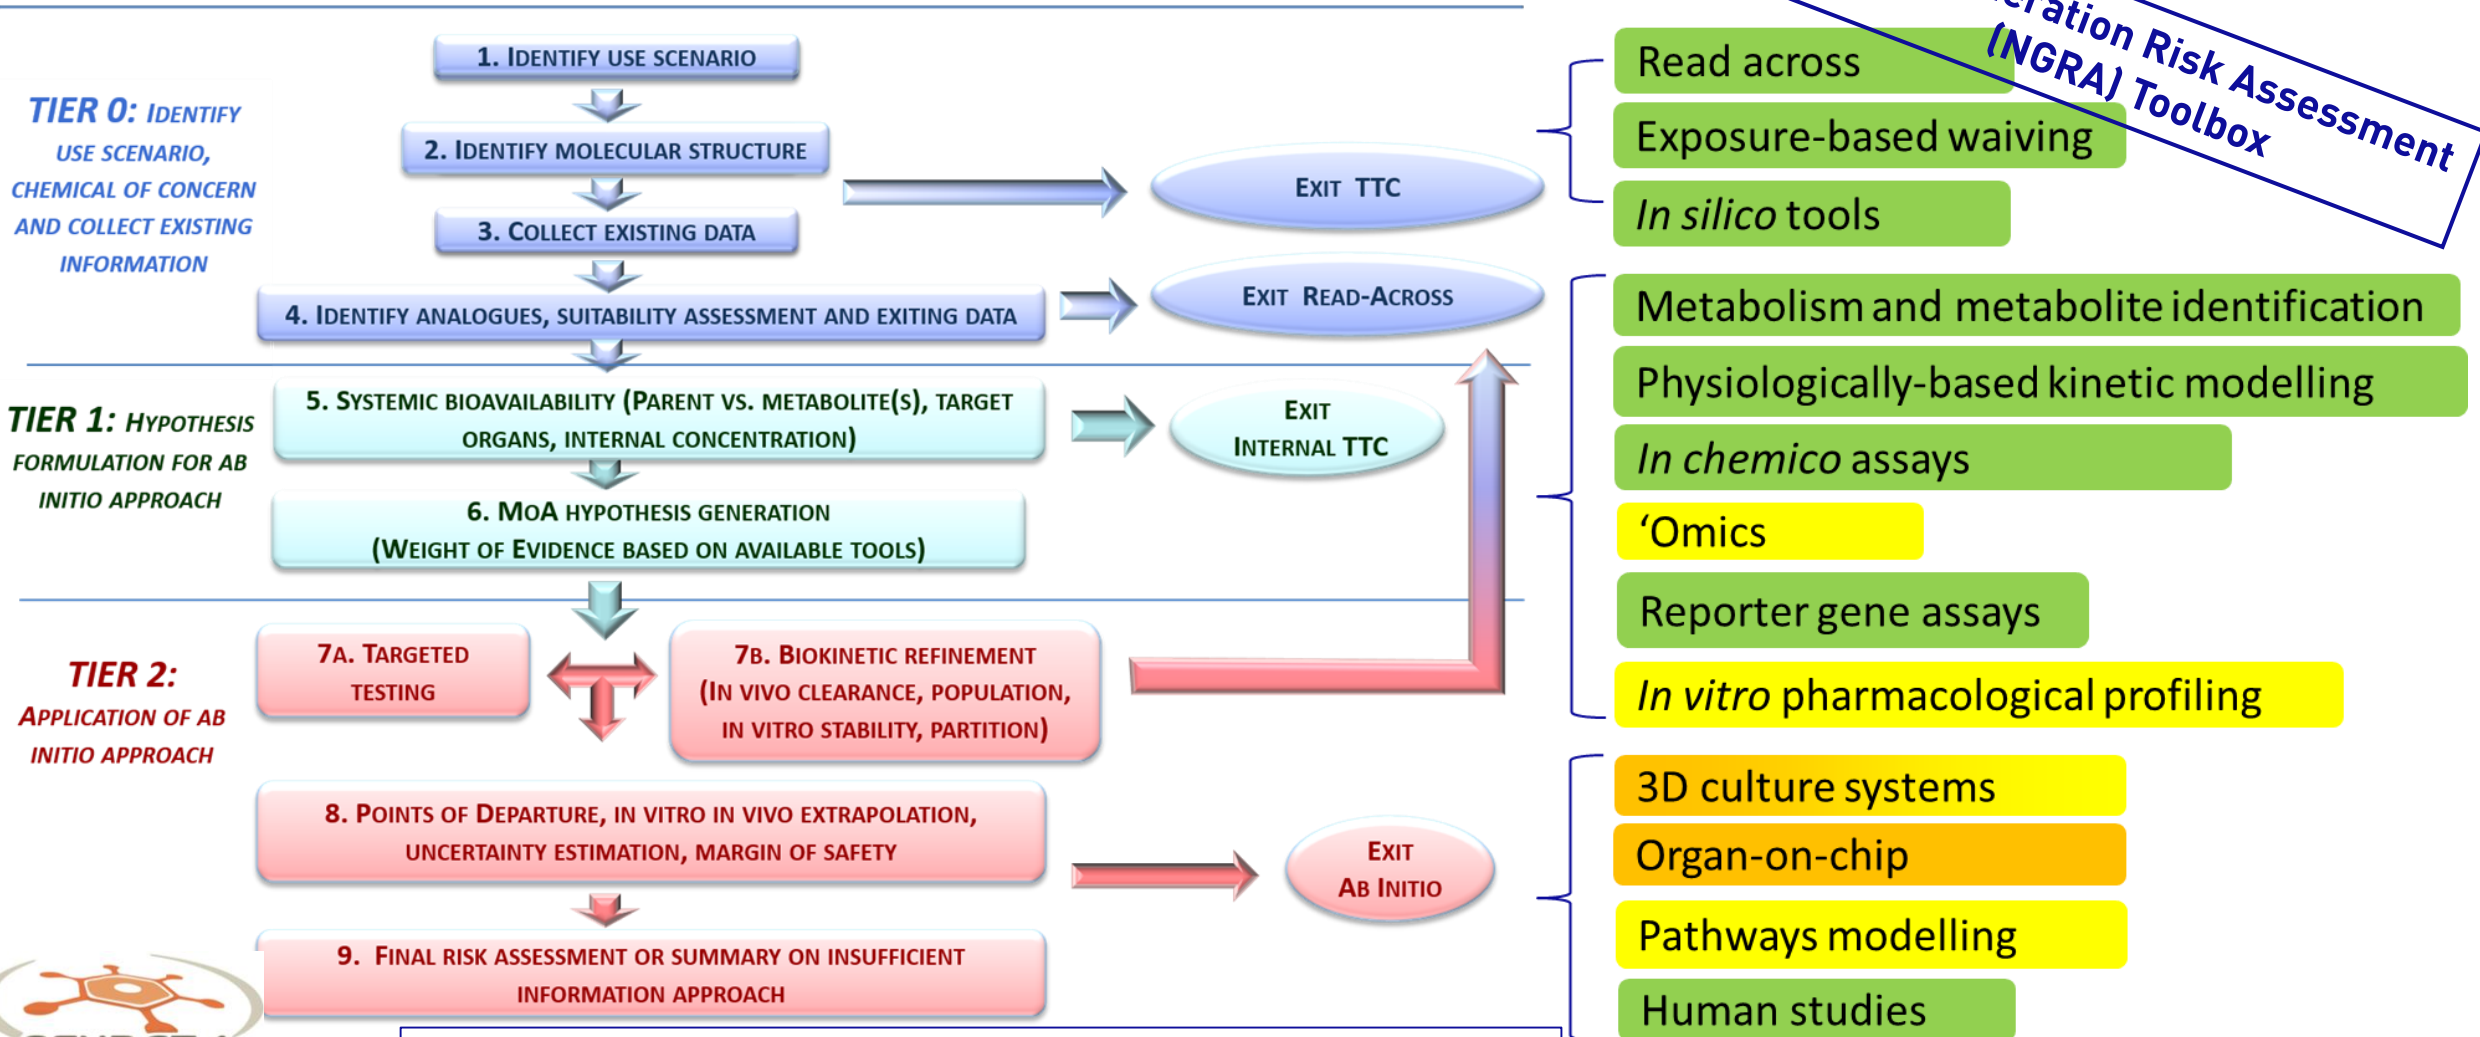 TIER 0: IDENTIFY
USE SCENARIO,
CHEMICAL OF CONCERN
AND COLLECT EXISTING
INFORMATION
1. IDENTIFY USE SCENARIO
2. IDENTIFY MOLECULAR STRUCTURE
3. COLLECT EXISTING DATA
4. IDENTIFY ANALOGUES, SUITABILITY ASSESSMENT AND EXITING DATA
EXIT TTC
EXIT READ-ACROSS
TIER 1: HYPOTHESIS
FORMULATION FOR AB
INITIO APPROACH
5. SYSTEMIC BIOAVAILABILITY (PARENT VS. METABOLITE(S), TARGET
ORGANS, INTERNAL CONCENTRATION)
EXIT
INTERNAL TTC
6. MOA HYPOTHESIS GENERATION
(WEIGHT OF EVIDENCE BASED ON AVAILABLE TOOLS)
TIER 2:
APPLICATION OF AB
INITIO APPROACH
7A. TARGETED
TESTING
7B. BIOKINETIC REFINEMENT
(IN VIVO CLEARANCE, POPULATION,
IN VITRO STABILITY, PARTITION)
8. POINTS OF DEPARTURE, IN VITRO IN VIVO EXTRAPOLATION,
UNCERTAINTY ESTIMATION, MARGIN OF SAFETY
EXIT
AB INITIO
9. FINAL RISK ASSESSMENT OR SUMMARY ON INSUFFICIENT
INFORMATION APPROACH
Risk Assessment
(NGRA) Toolbox
Read across
Exposure-based waiving
In silico tools
Metabolism and metabolite identification
Physiologically-based kinetic modelling
In chemico assays
‘Omics
Reporter gene assays
In vitro pharmacological profiling
3D culture systems
Organ-on-chip
Pathways modelling
Human studies